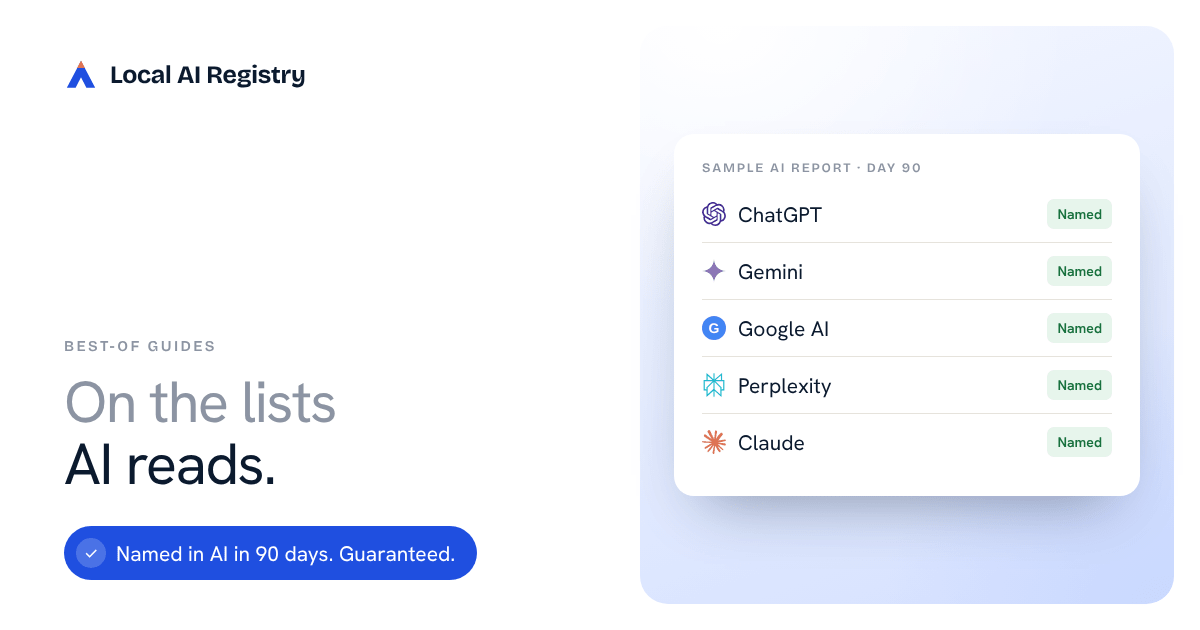 Local AI Registry
BEST-OF GUIDES
On the lists
AI reads.
Named in AI in 90 days. Guaranteed.
SAMPLE AI REPORT · DAY 90
ChatGPT Named
Gemini Named
G Google AI Named
Perplexity Named
Claude Named